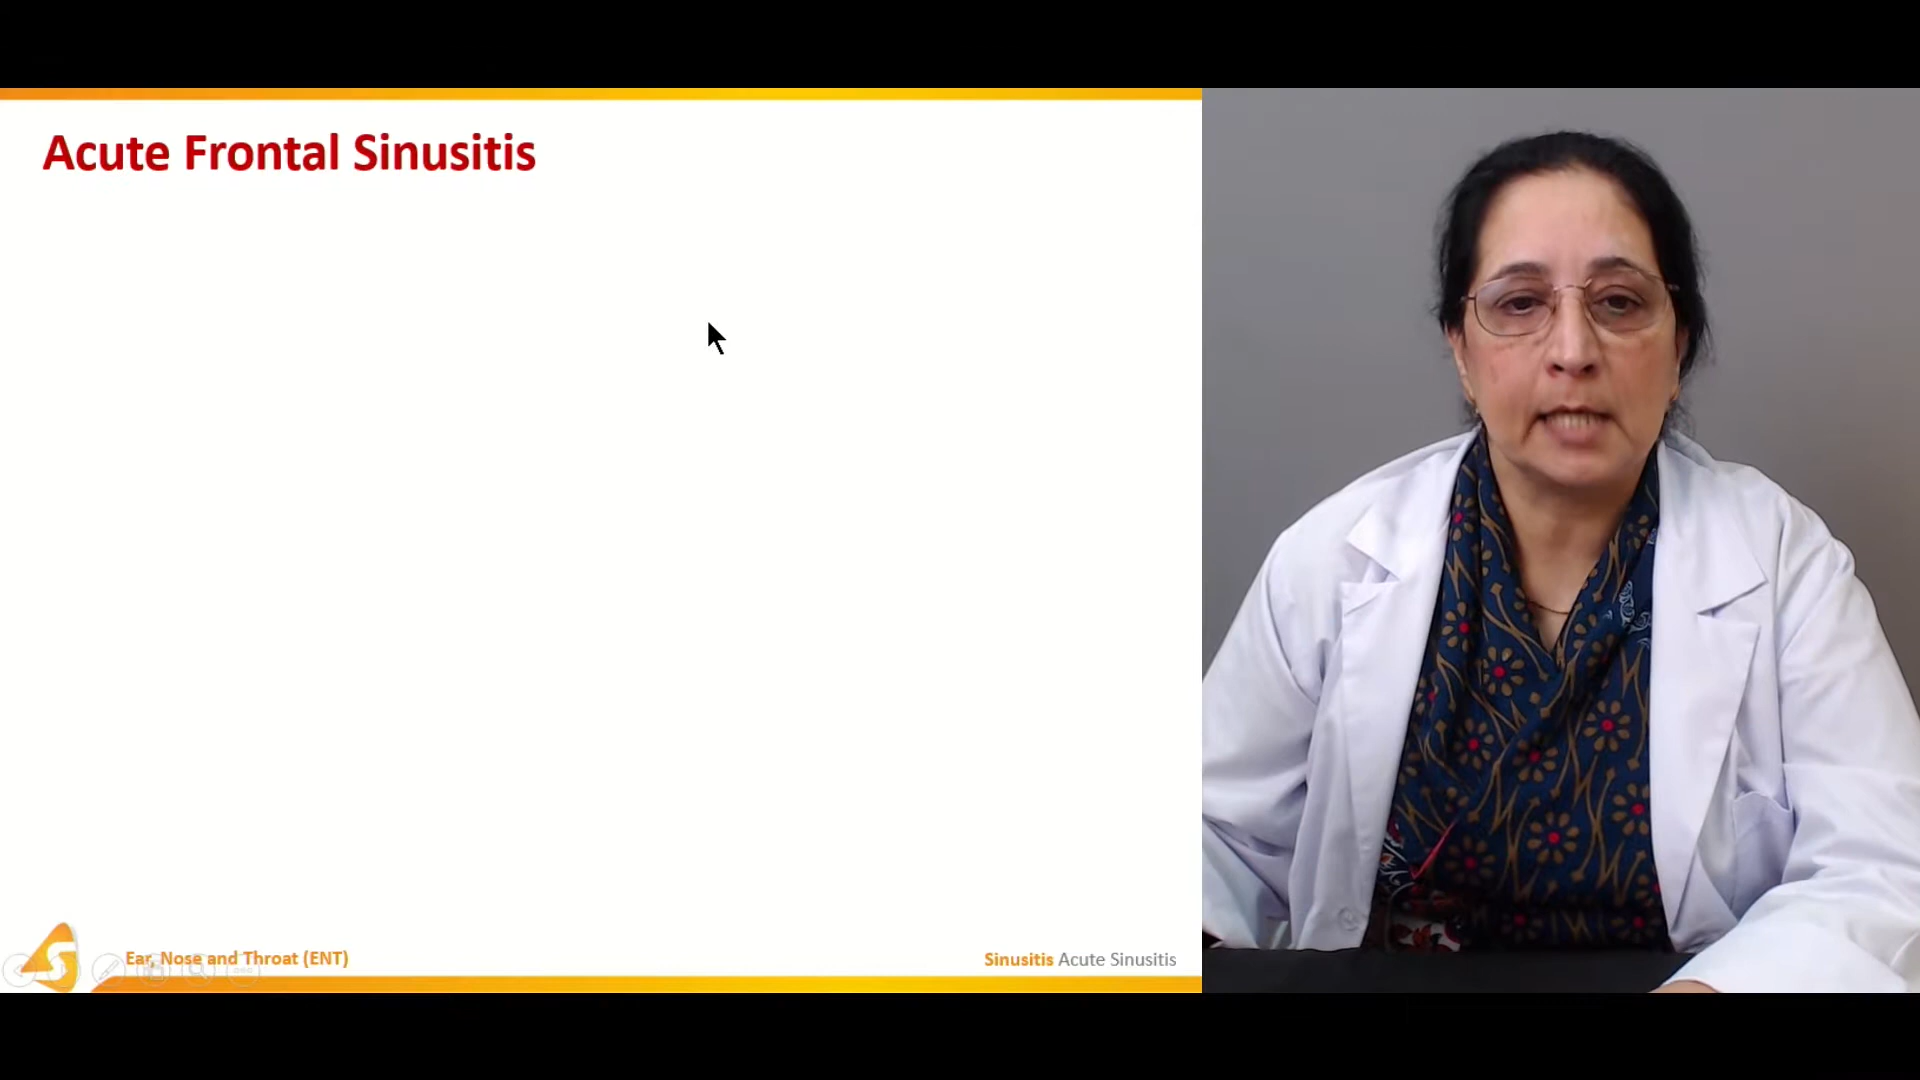 Acute Frontal Sinusitis
Ear, Nose and Throat (ENT)
Sinusitis Acute Sinusitis